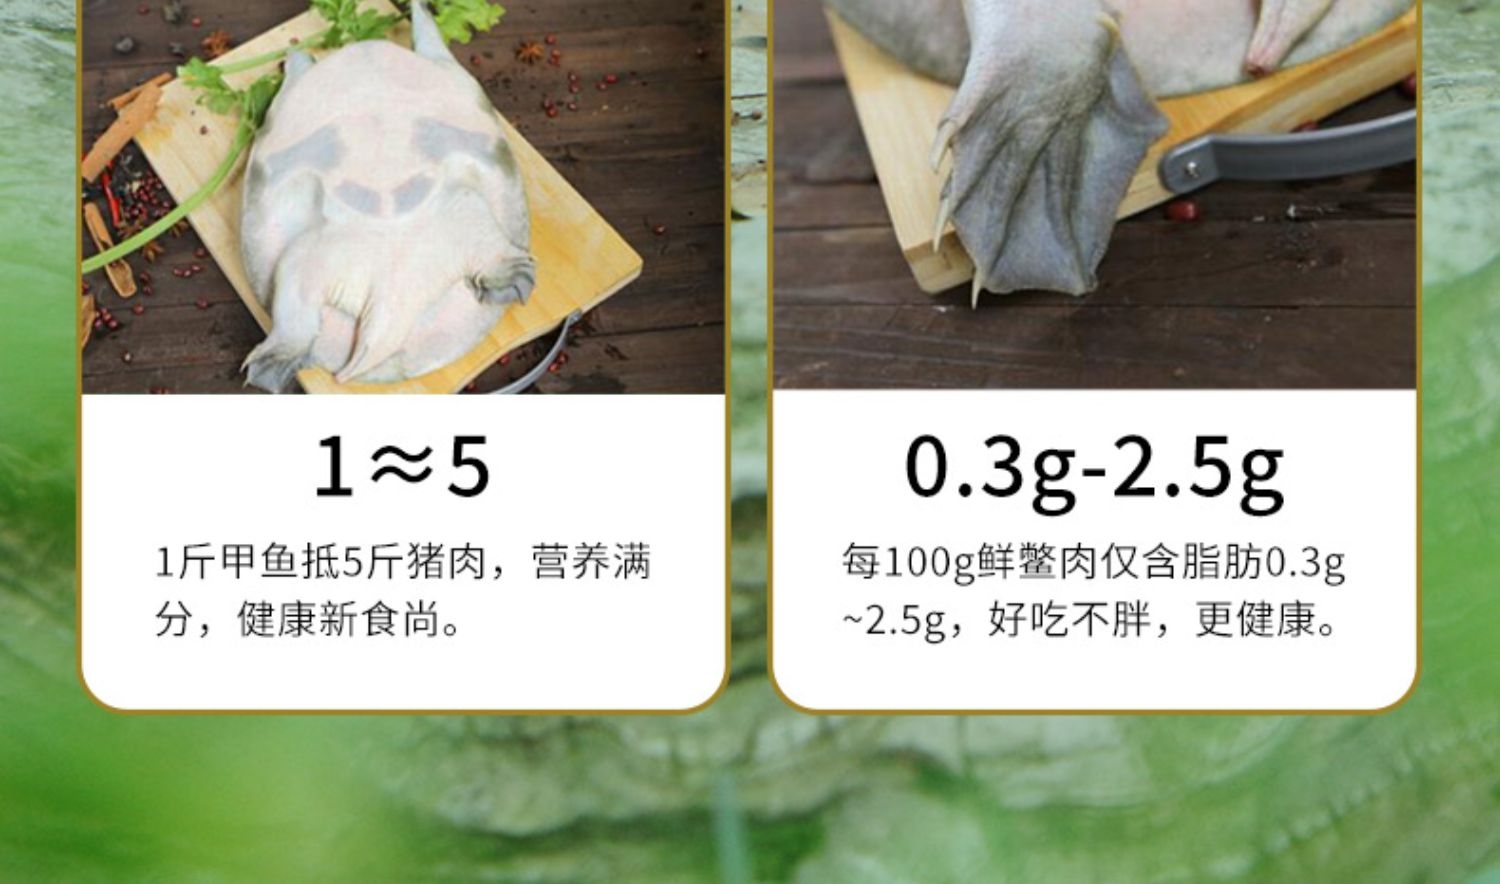 1≈5
1斤甲鱼抵5斤猪肉，营养满
分，健康新食尚。
0.3g-2.5g
每100g鲜鳖肉仅含脂肪0.3g
~2.5g，好吃不胖，更健康。